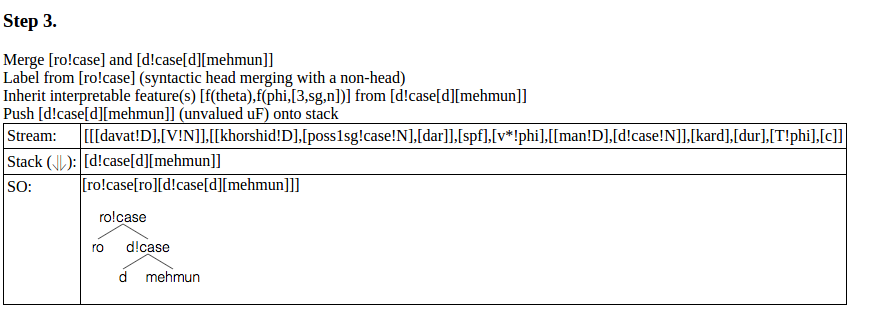 Step 3.
Merge [ro!case] and [d!case[d][mehmun]]
Label from [ro!case] (syntactic head merging with a non-head)
Inherit interpretable feature(s) [f(theta),f(phi,[3,sg,n])] from [d!case[d][mehmun]]
Push [d!case[d][mehmun]] (unvalued uF) onto stack
Stream: [[[davat!D],[V!N]],[[khorshid!D],[poss1sg!case!N],[dar]],[spf],[v*!phi],[[man!D],[d!case!N]],[kard],[dur],[T!phi],[c]]
Stack (⇓): [d!case[d][mehmun]]
SO: [ro!case[ro][d!case[d][mehmun]]]
ro!case
ro d!case
d mehmun